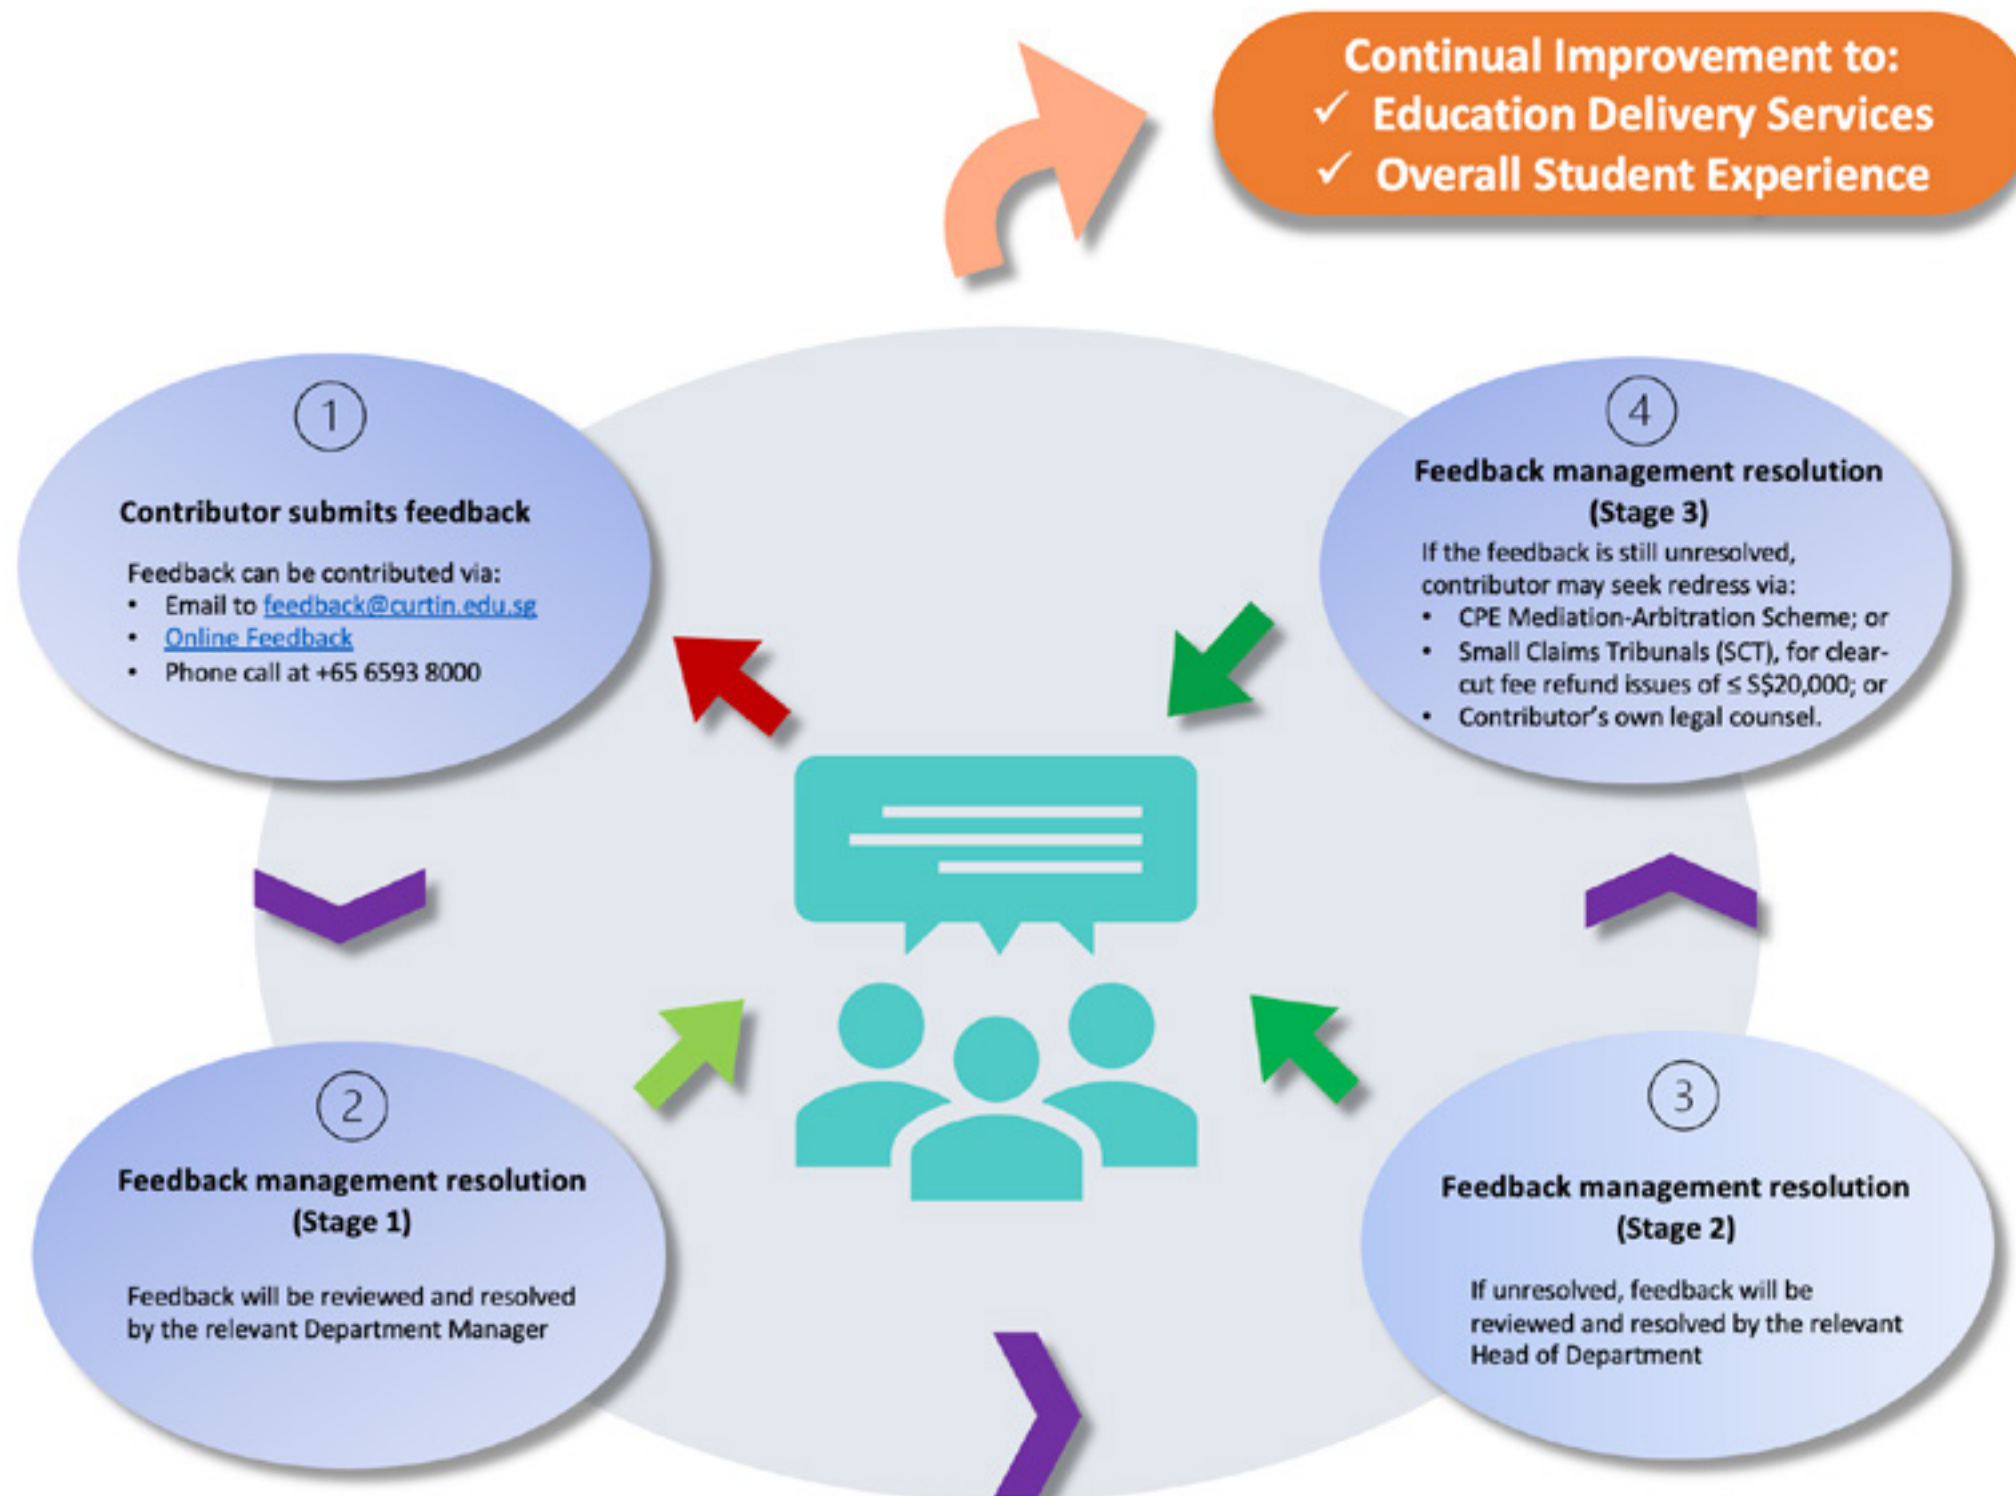 Continual Improvement to:
✓ Education Delivery Services
✓ Overall Student Experience
1
Contributor submits feedback
Feedback can be contributed via:
• Email to feedback@curtin.edu.sg
• Online Feedback
• Phone call at +65 6593 8000
2
Feedback management resolution
(Stage 1)
Feedback will be reviewed and resolved
by the relevant Department Manager
3
Feedback management resolution
(Stage 2)
If unresolved, feedback will be
reviewed and resolved by the relevant
Head of Department
4
Feedback management resolution
(Stage 3)
If the feedback is still unresolved,
contributor may seek redress via:
• CPE Mediation-Arbitration Scheme; or
• Small Claims Tribunals (SCT), for clear-
cut fee refund issues of ≤ S$20,000; or
• Contributor's own legal counsel.